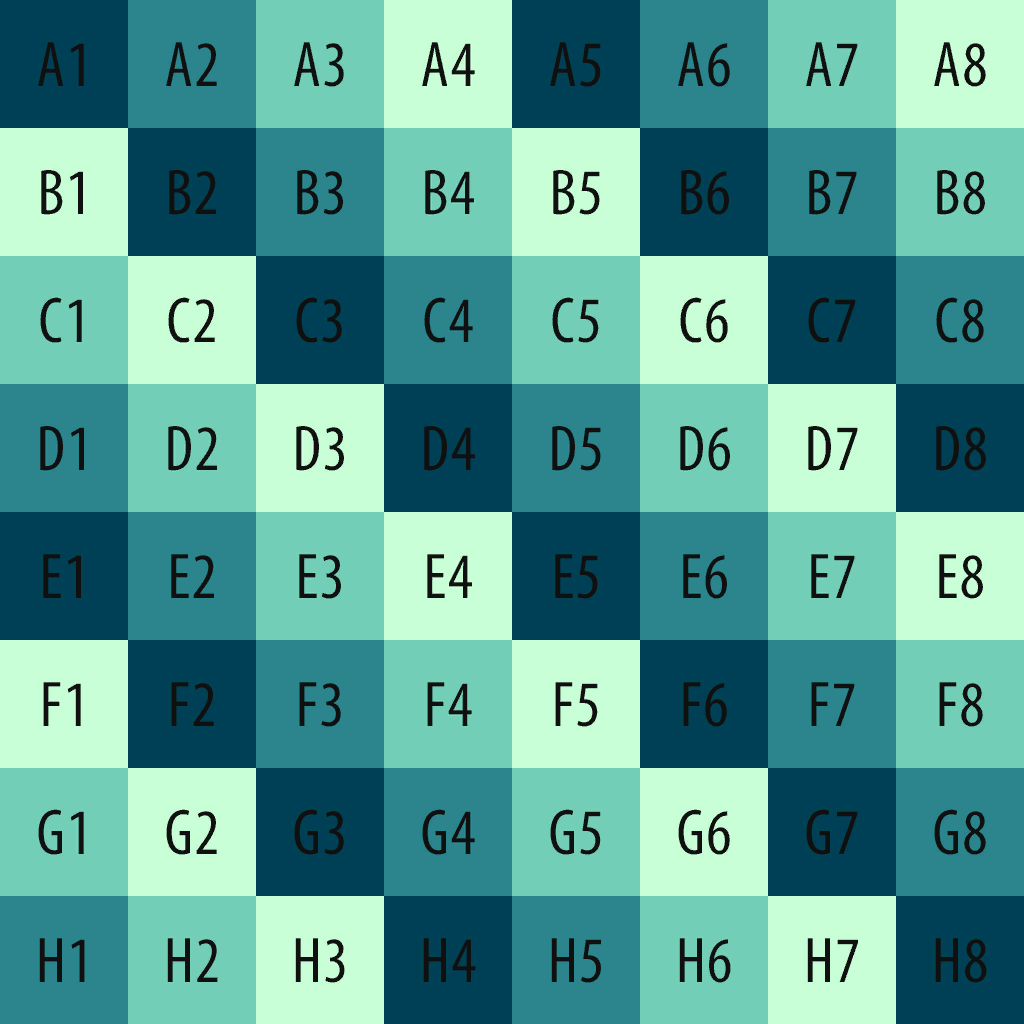 A1 A2 A3 A4 A5 A6 A7 A8
B1 B2 B3 B4 B5 B6 B7 B8
C1 C2 C3 C4 C5 C6 C7 C8
D1 D2 D3 D4 D5 D6 D7 D8
E1 E2 E3 E4 E5 E6 E7 E8
F1 F2 F3 F4 F5 F6 F7 F8
G1 G2 G3 G4 G5 G6 G7 G8
H1 H2 H3 H4 H5 H6 H7 H8